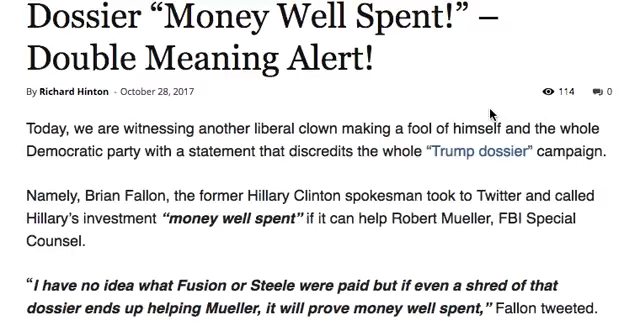 Dossier “Money Well Spent!” –
Double Meaning Alert!
By Richard Hinton - October 28, 2017 114 0
Today, we are witnessing another liberal clown making a fool of himself and the whole
Democratic party with a statement that discredits the whole “Trump dossier” campaign.
Namely, Brian Fallon, the former Hillary Clinton spokesman took to Twitter and called
Hillary’s investment “money well spent” if it can help Robert Mueller, FBI Special
Counsel.
“I have no idea what Fusion or Steele were paid but if even a shred of that
dossier ends up helping Mueller, it will prove money well spent,” Fallon tweeted.